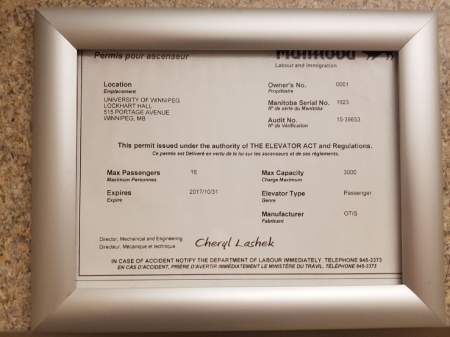 Permis pour ascenseur
Manitoba
Labour and Immigration
Location
Emplacement
UNIVERSITY OF WINNIPEG
LOCKHART HALL
515 PORTAGE AVENUE
WINNIPEG, MB
Owner's No. 0001
Propriétaire
Manitoba Serial No. 1623
N° de série du Manitoba
Audit No. 10 39653
N° de Vérification
This permit issued under the authority of THE ELEVATOR ACT and Regulations.
Ce permis est Délivré en vertu de la loi sur les ascenseurs et de ses règlements.
Max Passengers 16
Maximum Personnes
Max Capacity 3000
Charge Maximum
Expires 2017/10/31
Expire
Elevator Type Passenger
Genre
Manufacturer OTIS
Fabricant
Director, Mechanical and Engineering
Directeur, Mécanique et technique
Cheryl Lashek
IN CASE OF ACCIDENT NOTIFY THE DEPARTMENT OF LABOUR IMMEDIATELY, TELEPHONE 945-3373
EN CAS D'ACCIDENT, PRIÈRE D'AVERTIR IMMÉDIATEMENT LE MINISTÈRE DU TRAVIL, TÉLÉPHONE 945-3373